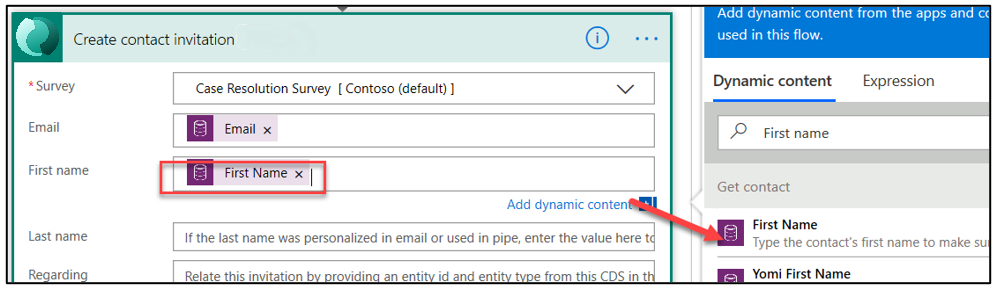 Create contact invitation
* Survey
Case Resolution Survey [ Contoso (default) ]
Email
Email ×
First name
First Name ×
Add dynamic content
Last name
If the last name was personalized in email or used in pipe, enter the value here to
Regarding
Relate this invitation by providing an entity id and entity type from this CDS in th
Add dynamic content from the apps and co
used in this flow.
Dynamic content
Expression
First name
Get contact
First Name
Type the contact's first name to make sur
Yomi First Name